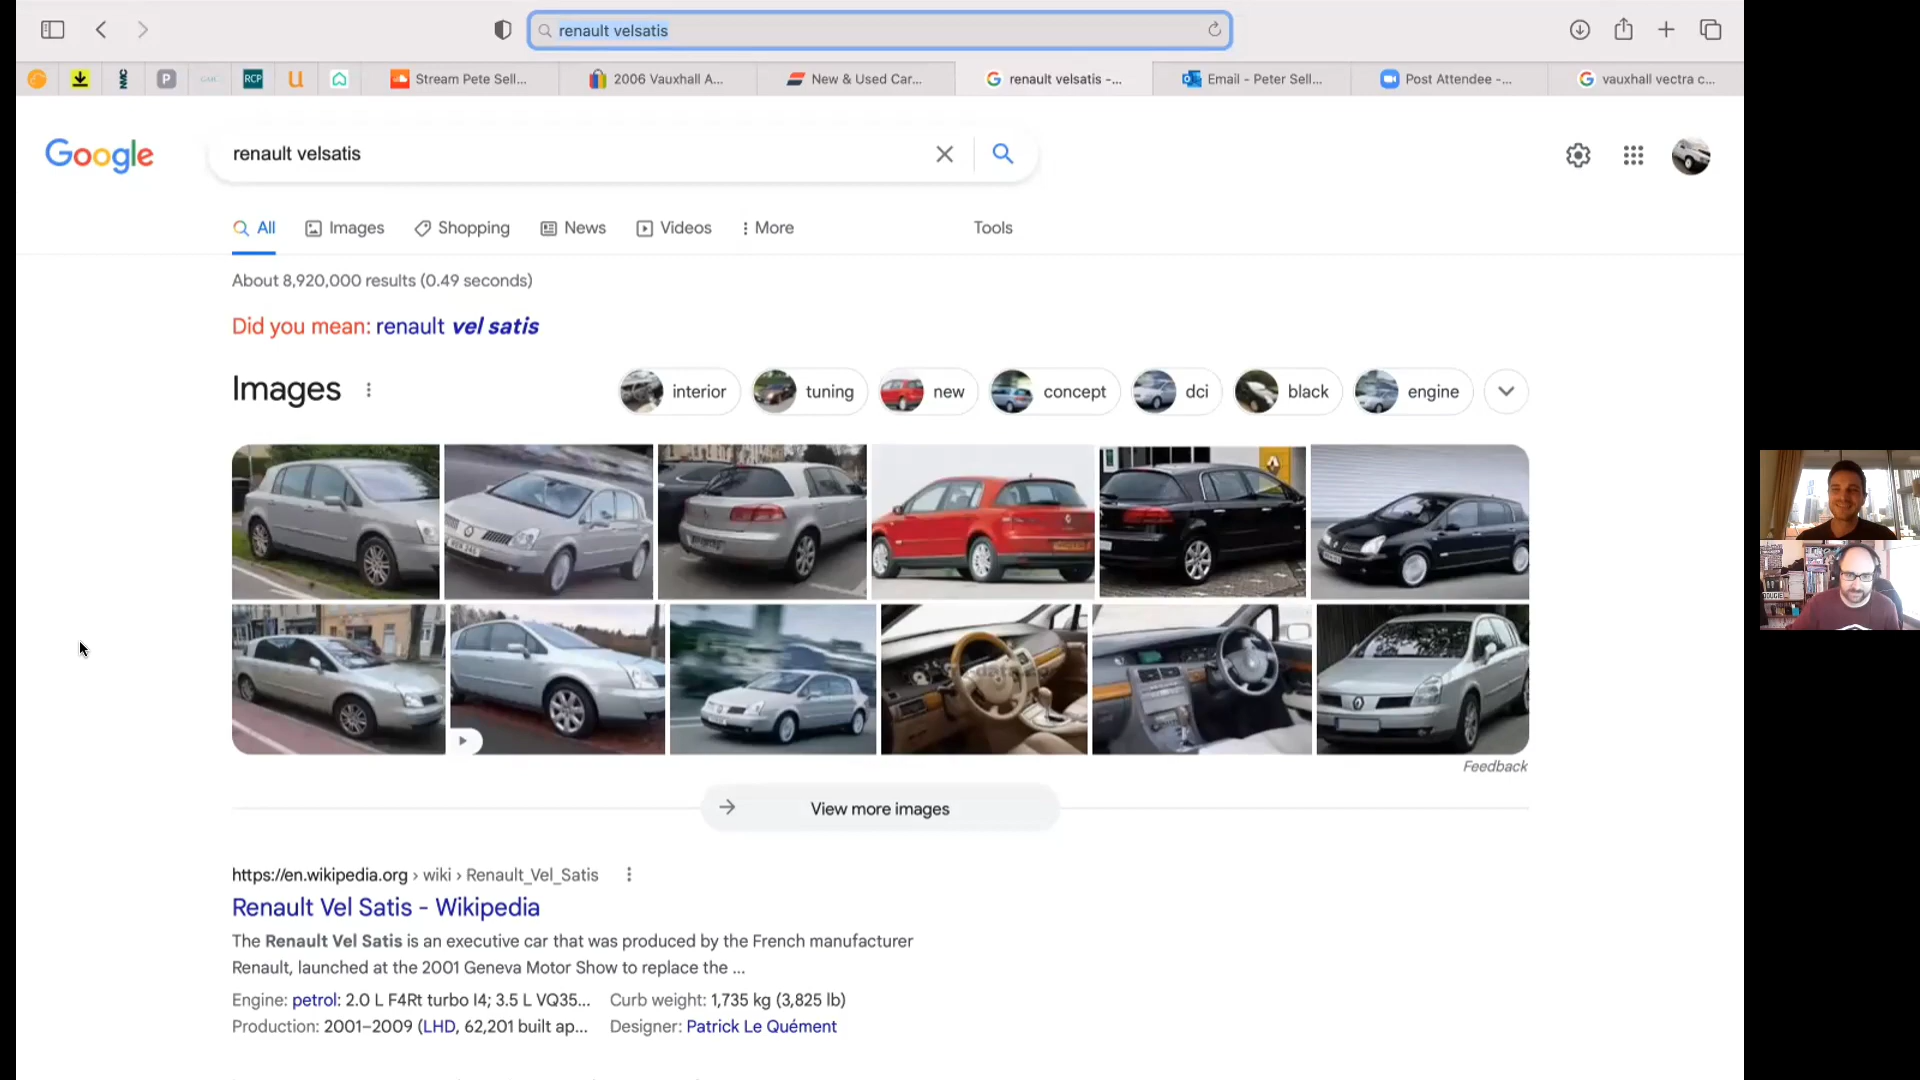 renault velsatis
P
CAR
RCP
Stream Pete Sell...
2006 Vauxhall A...
New & Used Car...
renault velsatis -...
Email - Peter Sell...
Post Attendee -...
vauxhall vectra c...
Google
renault velsatis
All
Images
Shopping
News
Videos
More
Tools
About 8,920,000 results (0.49 seconds)
Did you mean: renault vel satis
Images
interior
tuning
new
concept
dci
black
engine
Feedback
View more images
https://en.wikipedia.org › wiki › Renault_Vel_Satis
Renault Vel Satis - Wikipedia
The Renault Vel Satis is an executive car that was produced by the French manufacturer
Renault, launched at the 2001 Geneva Motor Show to replace the ...
Engine: petrol: 2.0 L F4Rt turbo I4; 3.5 L VQ35... Curb weight: 1,735 kg (3,825 lb)
Production: 2001–2009 (LHD, 62,201 built ap... Designer: Patrick Le Quément